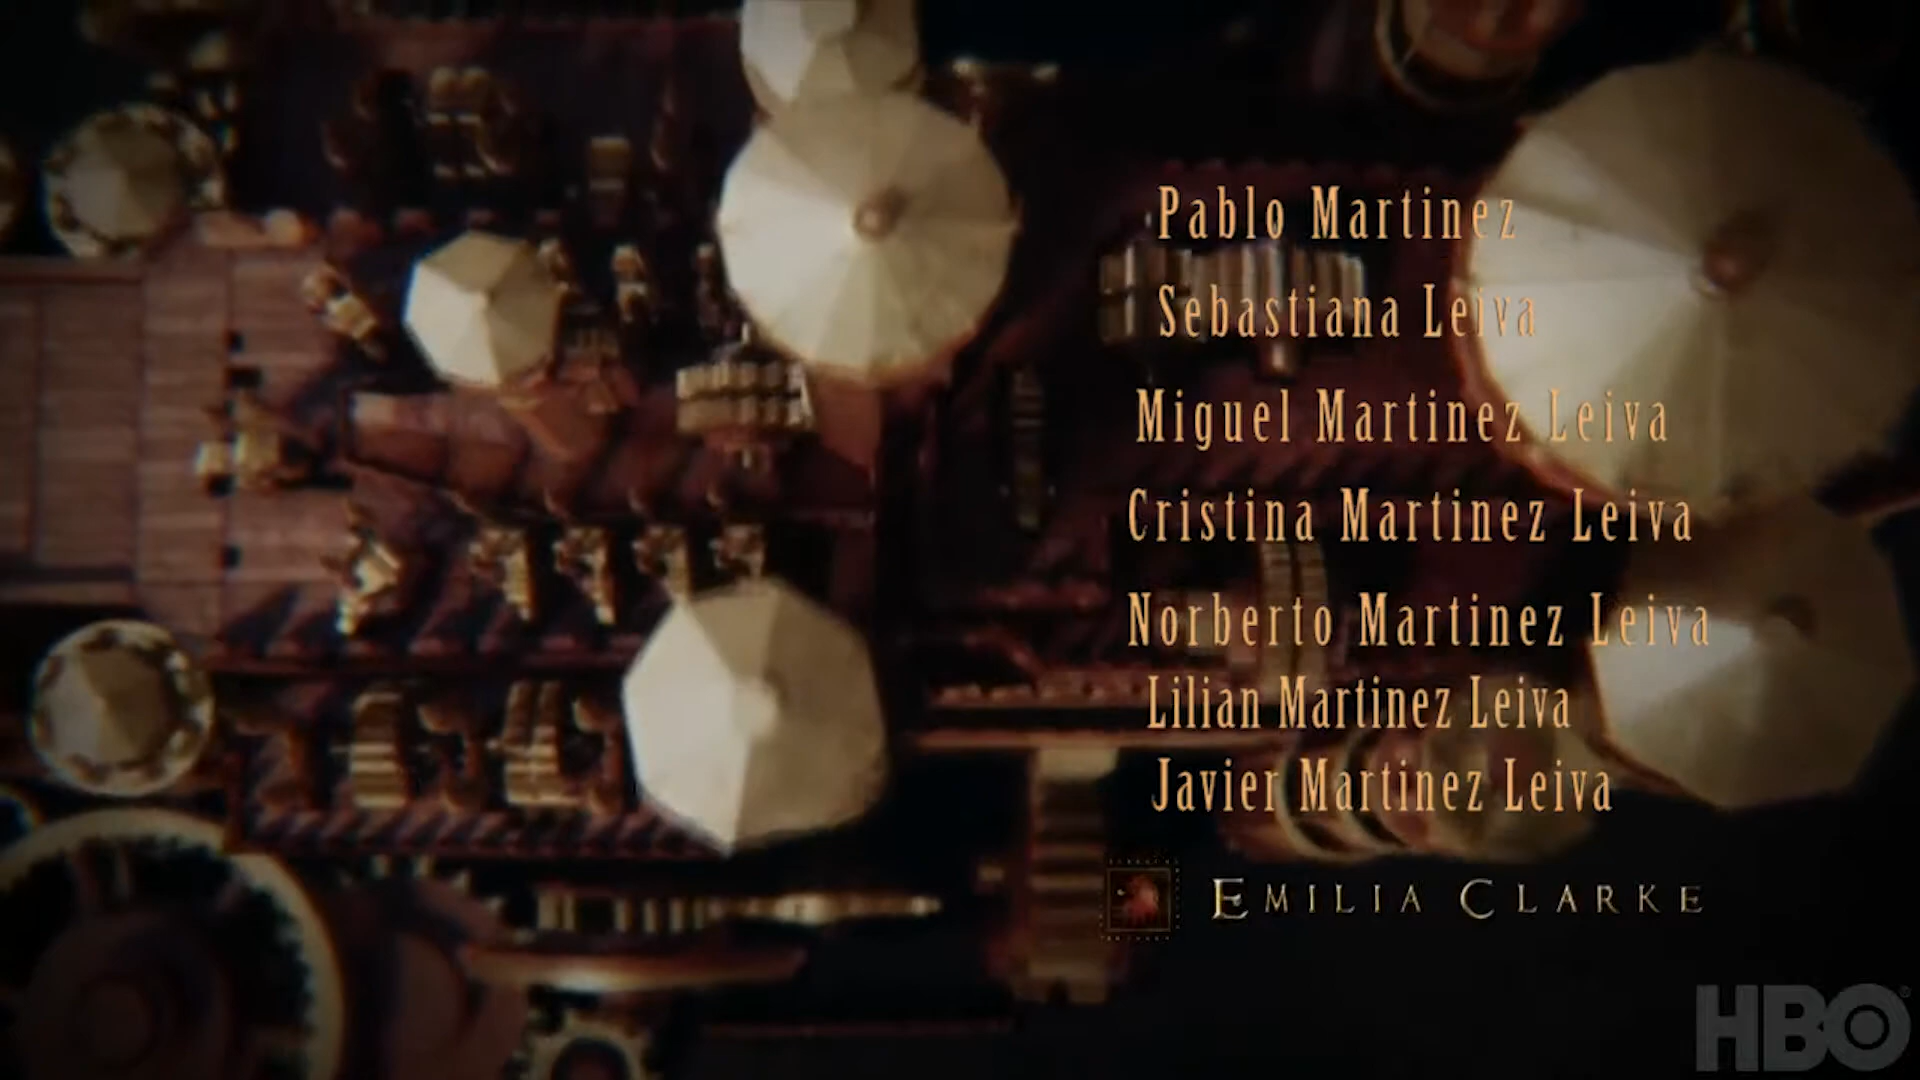 Pablo Martinez
Sebastiana Leiva
Miguel Martinez Leiva
Cristina Martinez Leiva
Norberto Martinez Leiva
Lilian Martinez Leiva
Javier Martinez Leiva
EMILIA CLARKE
HBO®